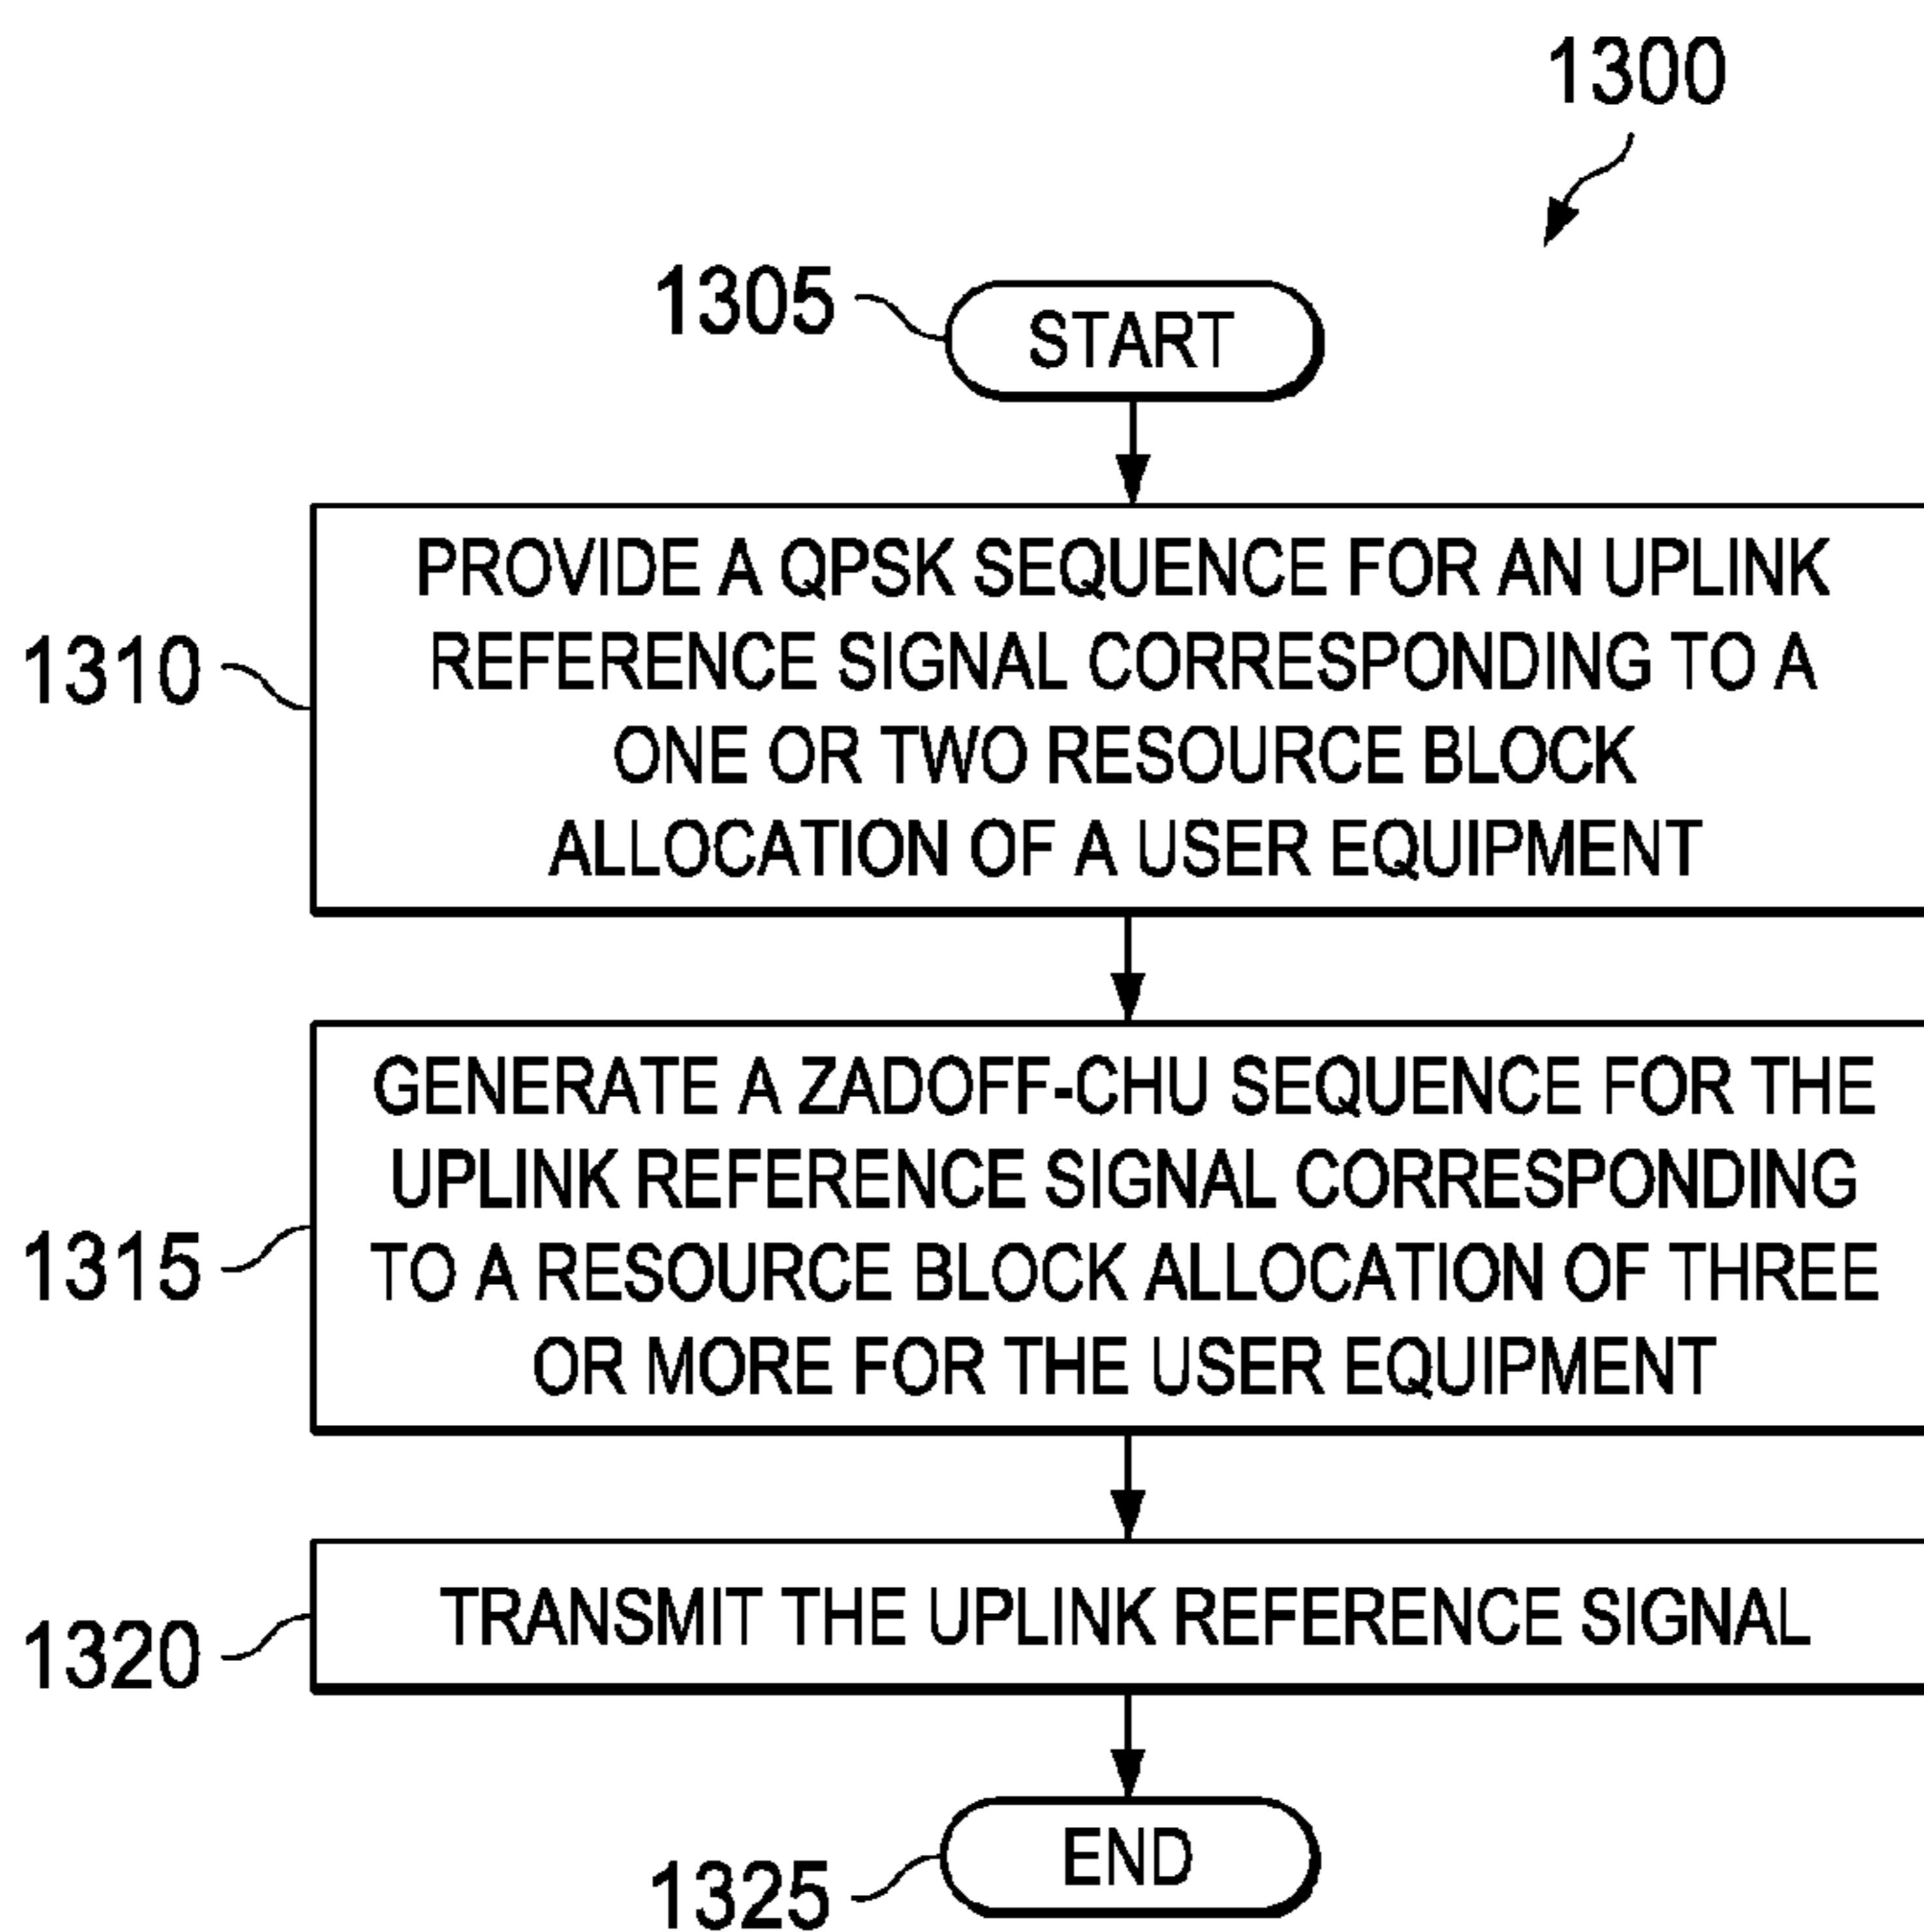 1300
1305
START
1310
PROVIDE A QPSK SEQUENCE FOR AN UPLINK
REFERENCE SIGNAL CORRESPONDING TO A
ONE OR TWO RESOURCE BLOCK
ALLOCATION OF A USER EQUIPMENT
1315
GENERATE A ZADOFF-CHU SEQUENCE FOR THE
UPLINK REFERENCE SIGNAL CORRESPONDING
TO A RESOURCE BLOCK ALLOCATION OF THREE
OR MORE FOR THE USER EQUIPMENT
1320
TRANSMIT THE UPLINK REFERENCE SIGNAL
1325
END